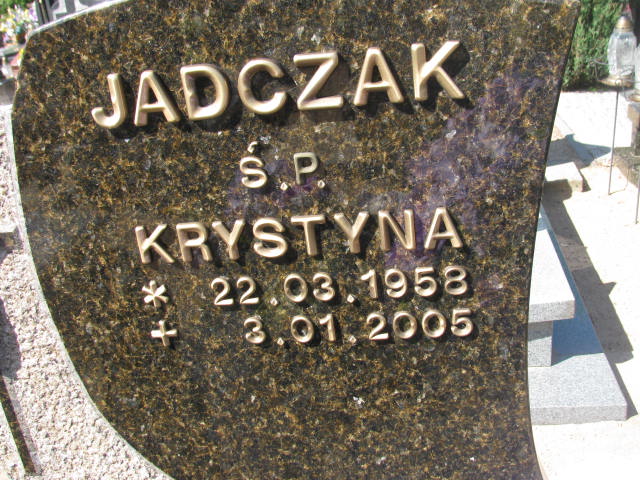 JADCZAK
Ś.P.
KRYSTYNA
* 22.03.1958
+ 3.01.2005